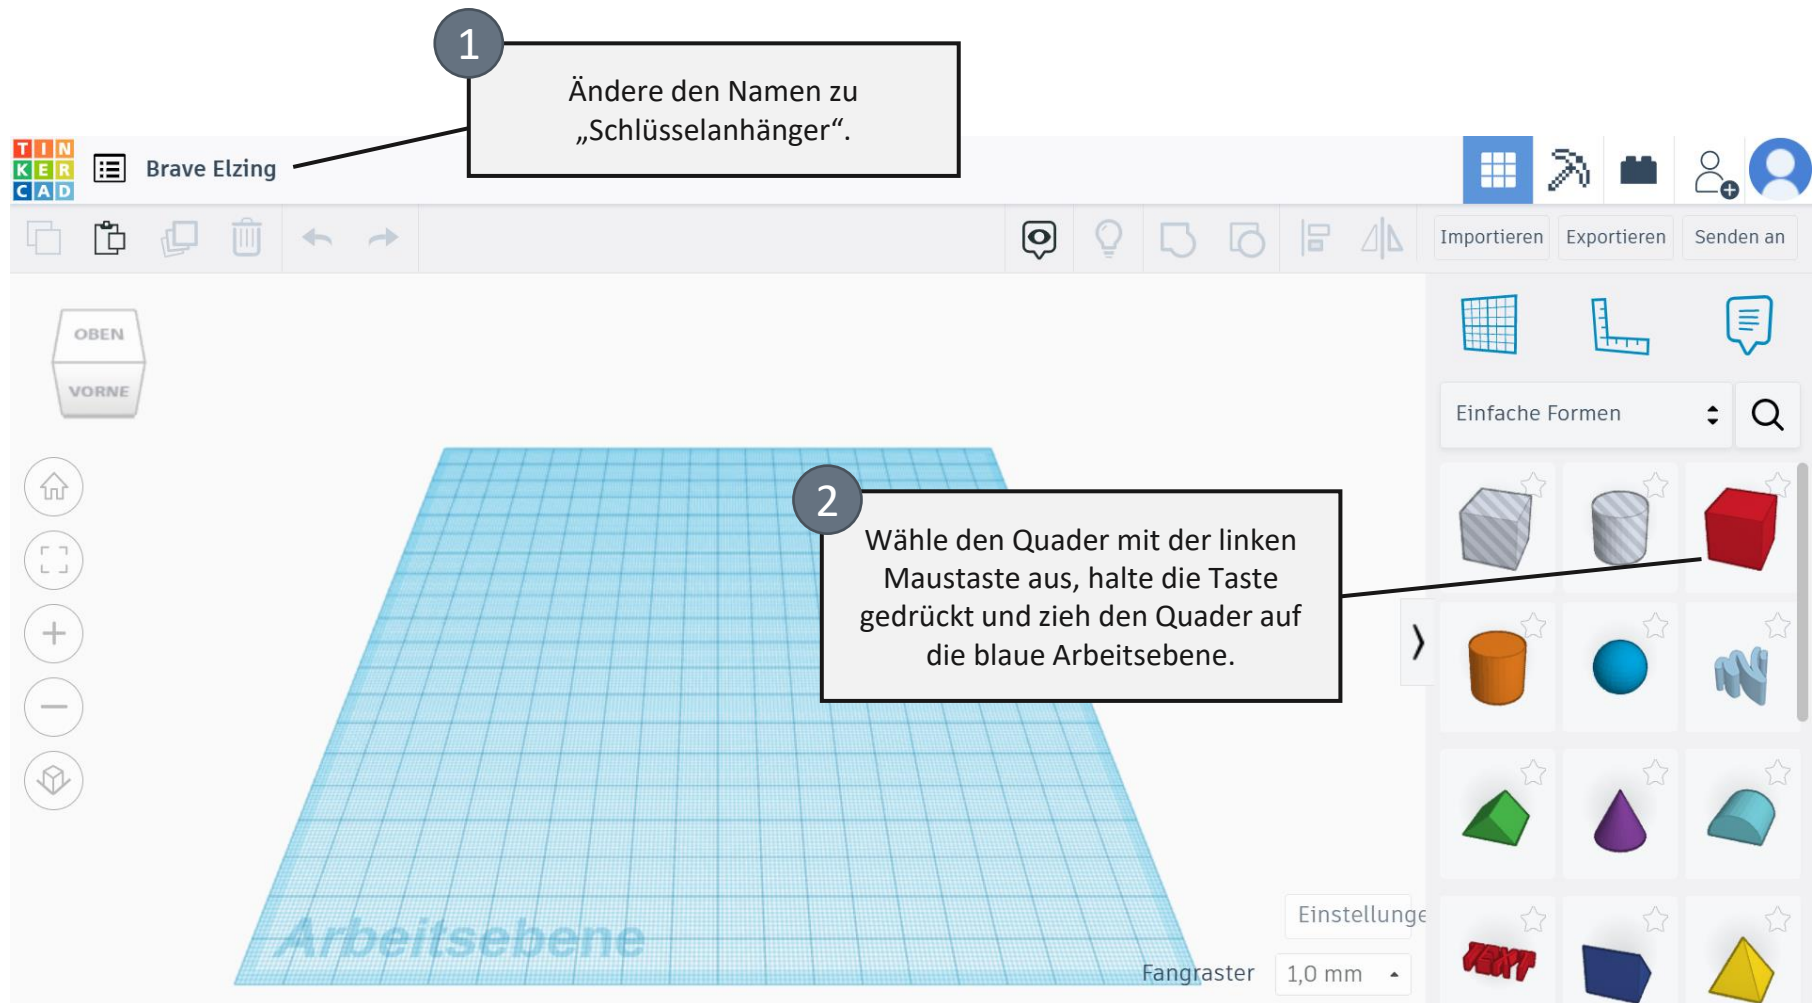 1
Ändere den Namen zu
„Schlüsselanhänger“.
TIN
KER
CAD
Brave Elzing
Importieren
Exportieren
Senden an
OBEN
VORNE
Einfache Formen
2
Wähle den Quader mit der linken
Maustaste aus, halte die Taste
gedrückt und zieh den Quader auf
die blaue Arbeitsebene.
Arbeitsebene
Einstellunge
TEXT
Fangraster 1,0 mm